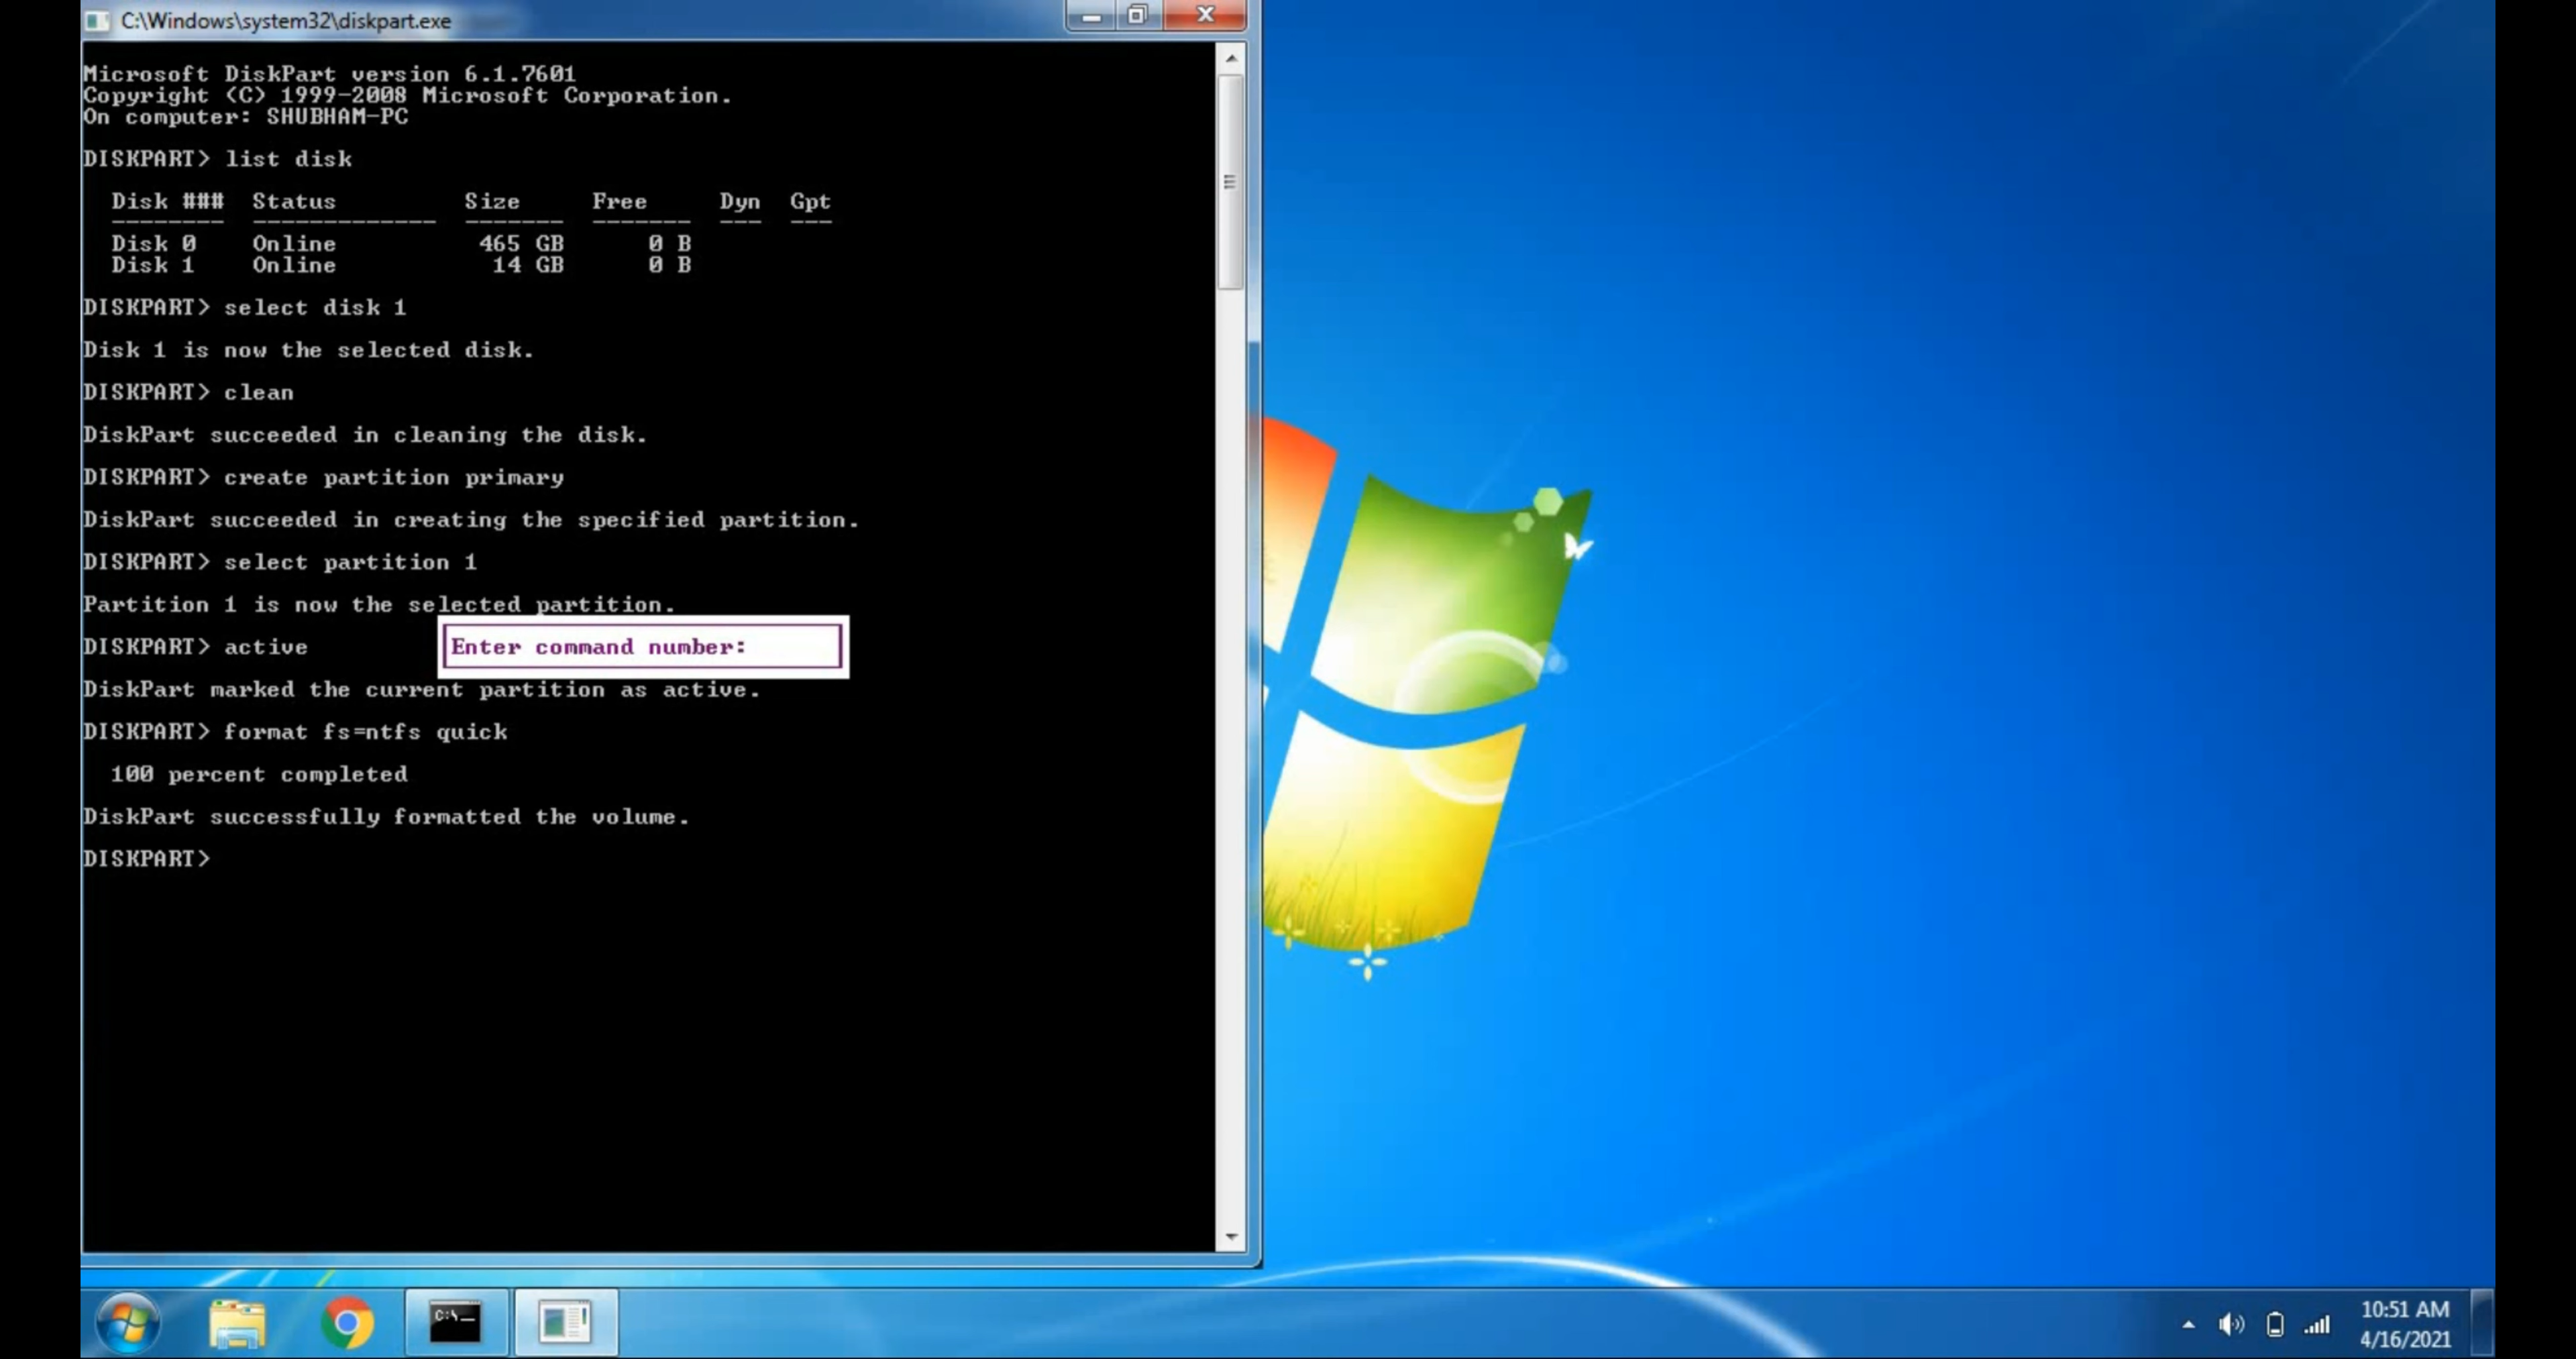 C:\Windows\system32\diskpart.exe
Microsoft DiskPart version 6.1.7601
Copyright (C) 1999-2008 Microsoft Corporation.
On computer: SHUBHAM-PC
DISKPART> list disk
Disk ### Status Size Free Dyn Gpt
-------- ------------- ------- ------- --- ---
Disk 0 Online 465 GB 0 B
Disk 1 Online 14 GB 0 B
DISKPART> select disk 1
Disk 1 is now the selected disk.
DISKPART> clean
DiskPart succeeded in cleaning the disk.
DISKPART> create partition primary
DiskPart succeeded in creating the specified partition.
DISKPART> select partition 1
Partition 1 is now the selected partition.
DISKPART> active
Enter command number:
DiskPart marked the current partition as active.
DISKPART> format fs=ntfs quick
100 percent completed
DiskPart successfully formatted the volume.
DISKPART>
C:\_
10:51 AM
4/16/2021